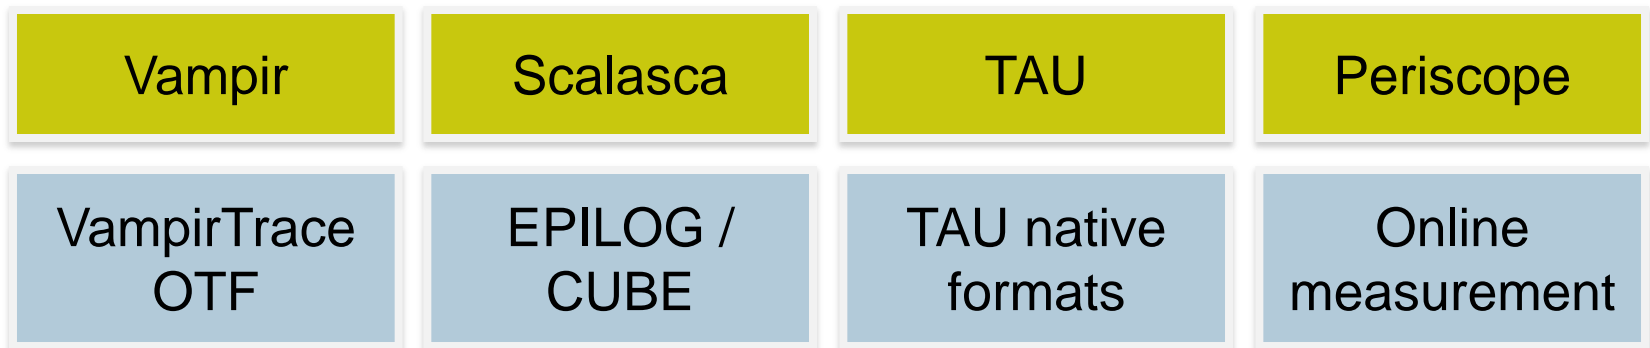 Vampir
Scalasca
TAU
Periscope
VampirTrace
OTF
EPILOG /
CUBE
TAU native
formats
Online
measurement